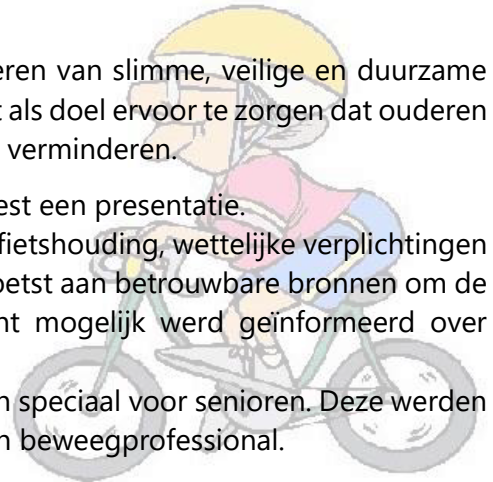 eren van slimme, veilige en duurzame
t als doel ervoor te zorgen dat ouderen
verminderen.
est een presentatie.
fietshouding, wettelijke verplichtingen
oetst aan betrouwbare bronnen om de
nt mogelijk werd geïnformeerd over
n speciaal voor senioren. Deze werden
n beweegprofessional.